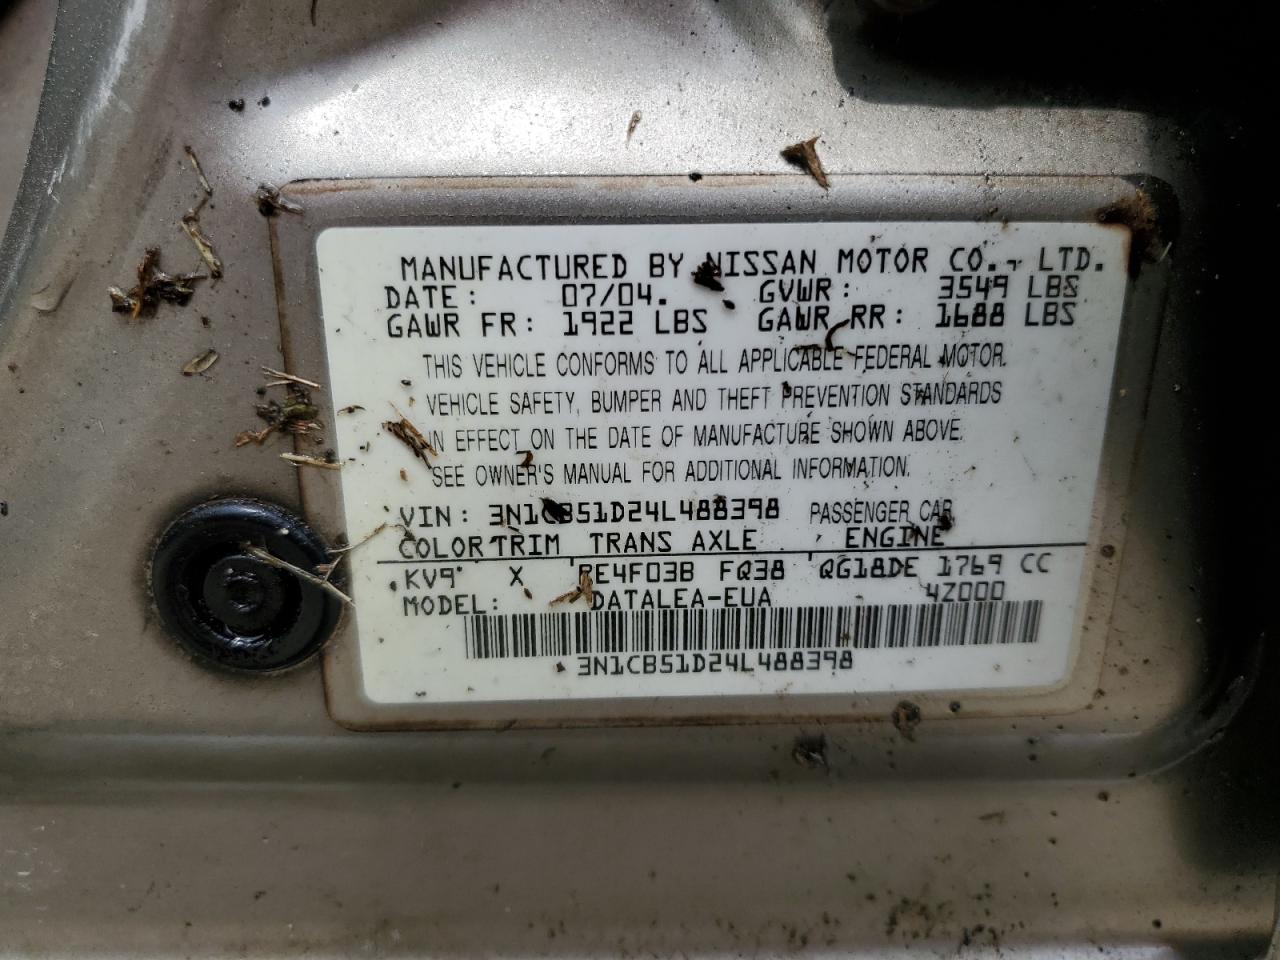 MANUFACTURED BY NISSAN MOTOR CO., LTD.
DATE: 07/04. GVWR: 3549 LBS
GAWR FR: 1922 LBS GAWR RR: 1688 LBS
THIS VEHICLE CONFORMS TO ALL APPLICABLE FEDERAL MOTOR
VEHICLE SAFETY, BUMPER AND THEFT PREVENTION STANDARDS
IN EFFECT ON THE DATE OF MANUFACTURE SHOWN ABOVE.
SEE OWNER'S MANUAL FOR ADDITIONAL INFORMATION.
VIN: 3N1CB51D24L488398 PASSENGER CAR
COLOR TRIM TRANS AXLE ENGINE
KV9 X RE4F03B FQ38 QG18DE 1769 CC
MODEL: DATALEA-EUA 4Z000
3N1CB51D24L488398